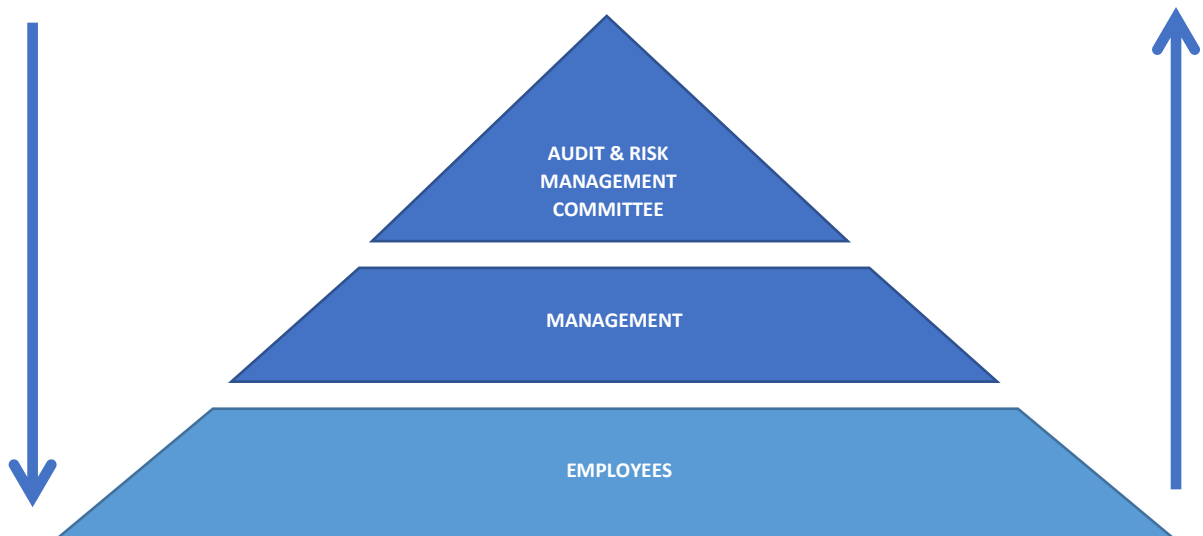 AUDIT & RISK
MANAGEMENT
COMMITTEE
MANAGEMENT
EMPLOYEES